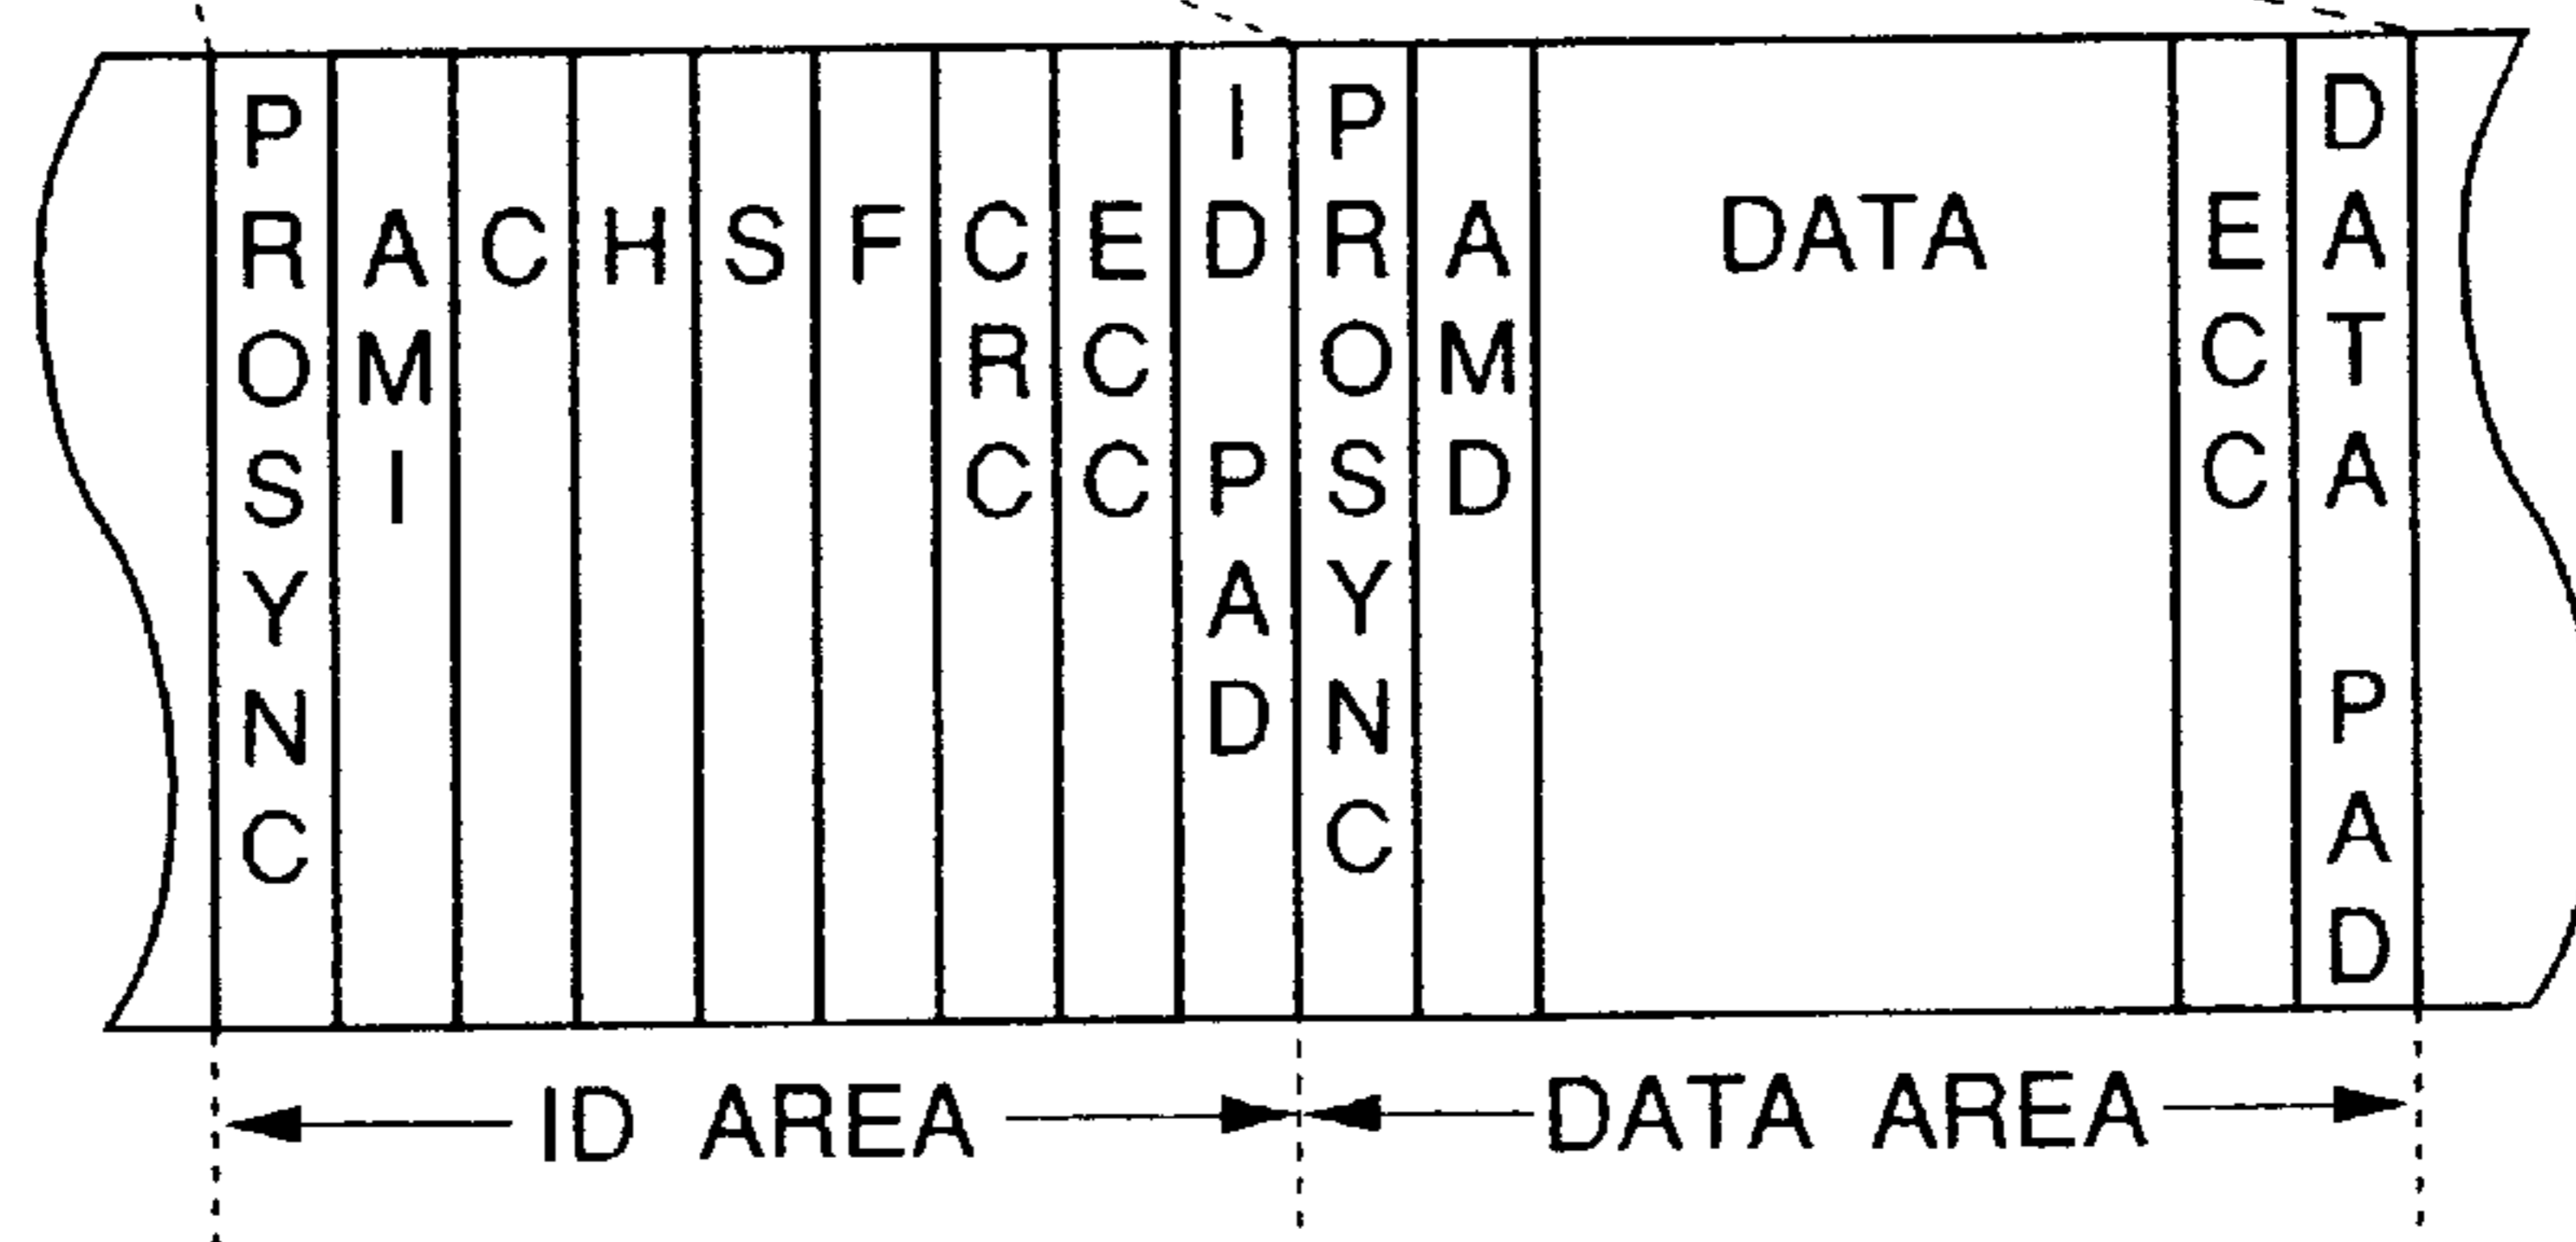 PROSYNC
AMI
C
H
S
F
CRC
ECC
ID PAD
PROSYNC
AMD
DATA
ECC
DATA PAD
ID AREA
DATA AREA